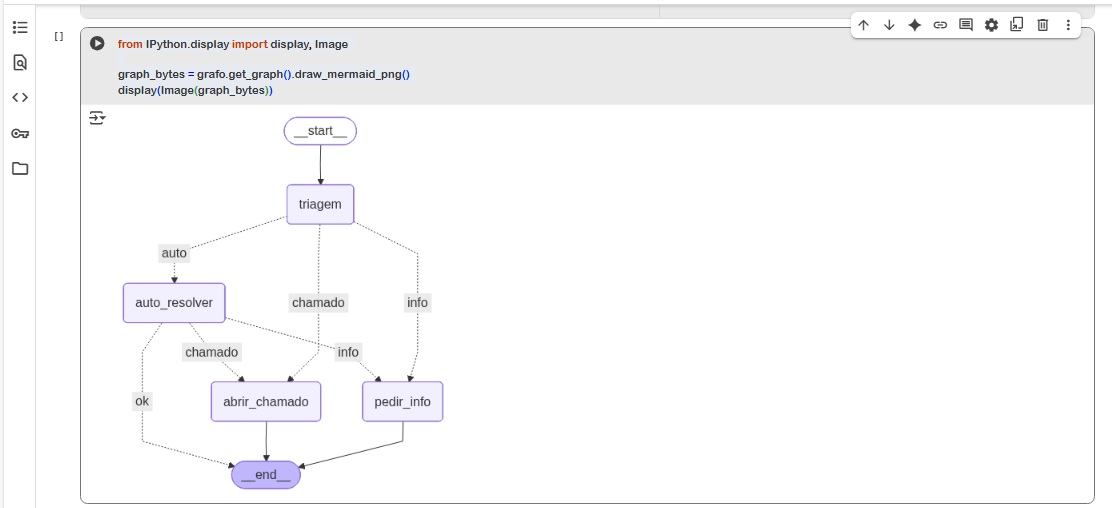 [ ]
from IPython.display import display, Image
graph_bytes = grafo.get_graph().draw_mermaid_png()
display(Image(graph_bytes))
__start__
triagem
auto
auto_resolver
chamado
info
chamado
info
ok
abrir_chamado
pedir_info
__end__